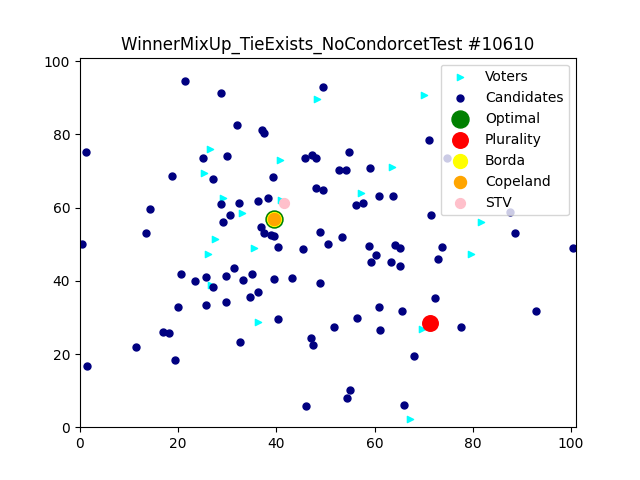 WinnerMixUp_TieExists_NoCondorcetTest #10610
100
80
60
40
20
0
0
20
40
60
80
100
Voters
Candidates
Optimal
Plurality
Borda
Copeland
STV